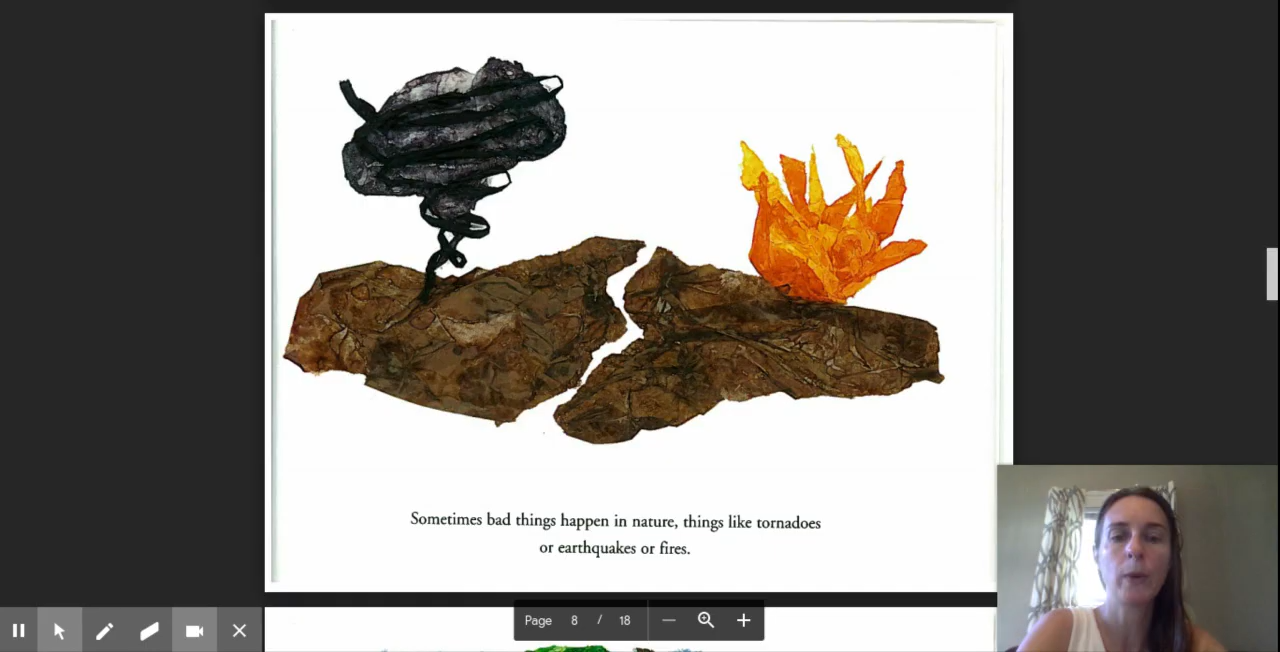 Sometimes bad things happen in nature, things like tornadoes
or earthquakes or fires.
Page 8 / 18